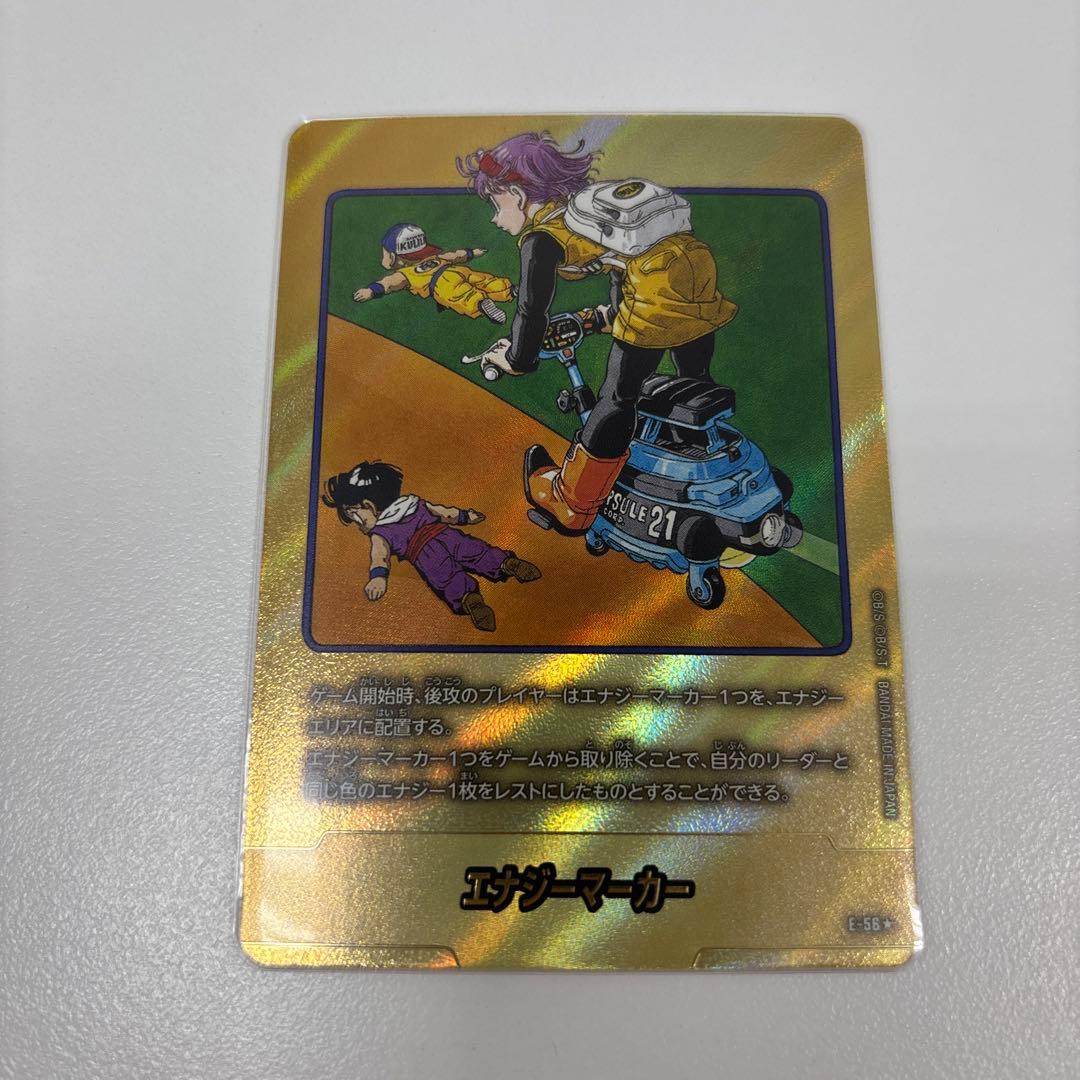 KULILI
PSULE 21
CORP.
ゲーム開始時、後攻のプレイヤーはエナジーマーカー1つを、エナジー
エリアに配置する。
エナジーマーカー1つをゲームから取り除くことで、自分のリーダーと
同じ色のエナジー1枚をレストにしたものとすることができる。
©B/S ©B/S・T BANDAI MADE IN JAPAN
エナジーマーカー
E-56★